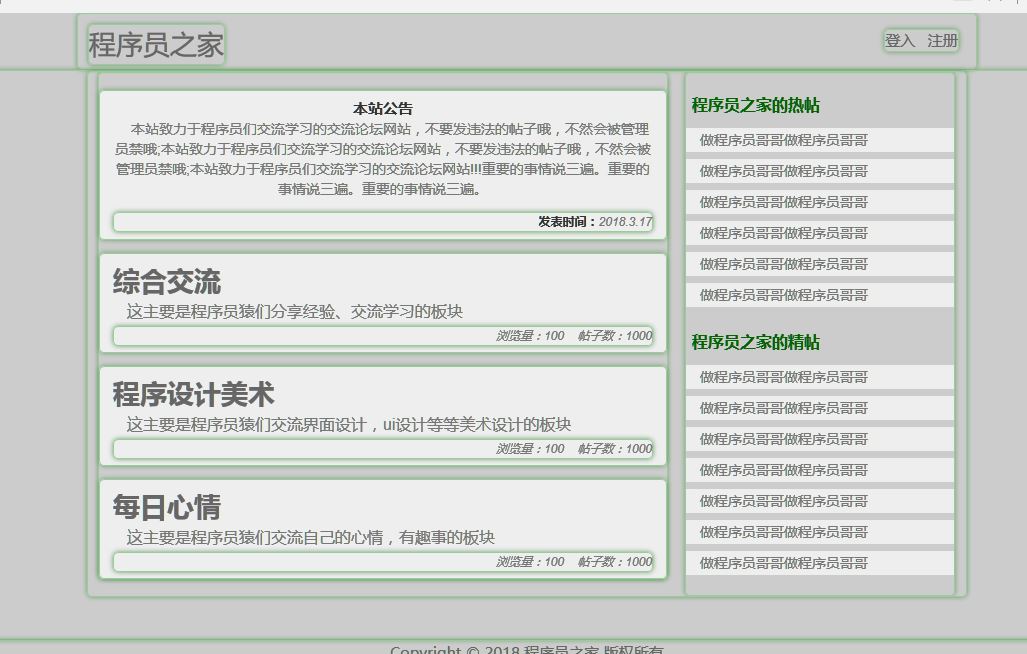 程序员之家
登入 注册
本站公告
本站致力于程序员们交流学习的交流论坛网站，不要发违法的帖子哦，不然会被管理
员禁哦;本站致力于程序员们交流学习的交流论坛网站，不要发违法的帖子哦，不然会被
管理员禁哦;本站致力于程序员们交流学习的交流论坛网站!!!重要的事情说三遍。重要的
事情说三遍。重要的事情说三遍。
发表时间：2018.3.17
综合交流
这主要是程序员猿们分享经验、交流学习的板块
浏览量：100 帖子数：1000
程序设计美术
这主要是程序员猿们交流界面设计，ui设计等等美术设计的板块
浏览量：100 帖子数：1000
每日心情
这主要是程序员猿们交流自己的心情，有趣事的板块
浏览量：100 帖子数：1000
程序员之家的热帖
做程序员哥哥做程序员哥哥
做程序员哥哥做程序员哥哥
做程序员哥哥做程序员哥哥
做程序员哥哥做程序员哥哥
做程序员哥哥做程序员哥哥
做程序员哥哥做程序员哥哥
程序员之家的精帖
做程序员哥哥做程序员哥哥
做程序员哥哥做程序员哥哥
做程序员哥哥做程序员哥哥
做程序员哥哥做程序员哥哥
做程序员哥哥做程序员哥哥
做程序员哥哥做程序员哥哥
做程序员哥哥做程序员哥哥
Copyright © 2018 程序员之家 版权所有